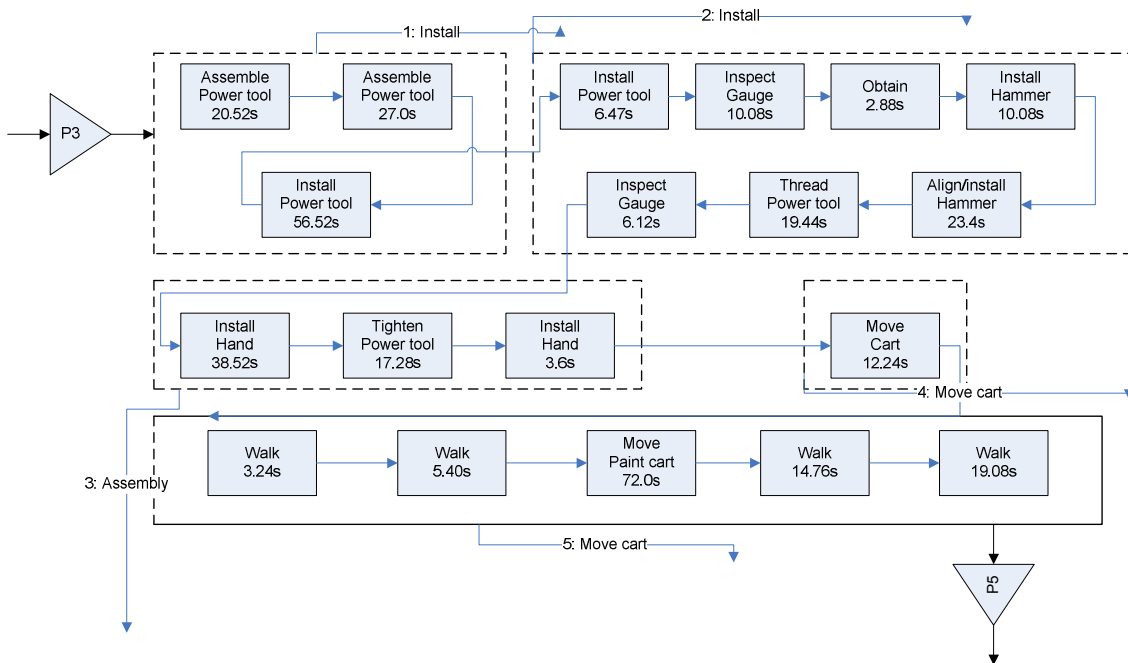 2: Install
1: Install
P3
Assemble
Power tool
20.52s
Assemble
Power tool
27.0s
Install
Power tool
56.52s
Install
Power tool
6.47s
Inspect
Gauge
10.08s
Obtain
2.88s
Install
Hammer
10.08s
Align/install
Hammer
23.4s
Thread
Power tool
19.44s
Inspect
Gauge
6.12s
Install
Hand
38.52s
Tighten
Power tool
17.28s
Install
Hand
3.6s
Move
Cart
12.24s
4: Move cart
3: Assembly
Walk
3.24s
Walk
5.40s
Move
Paint cart
72.0s
Walk
14.76s
Walk
19.08s
5: Move cart
P5